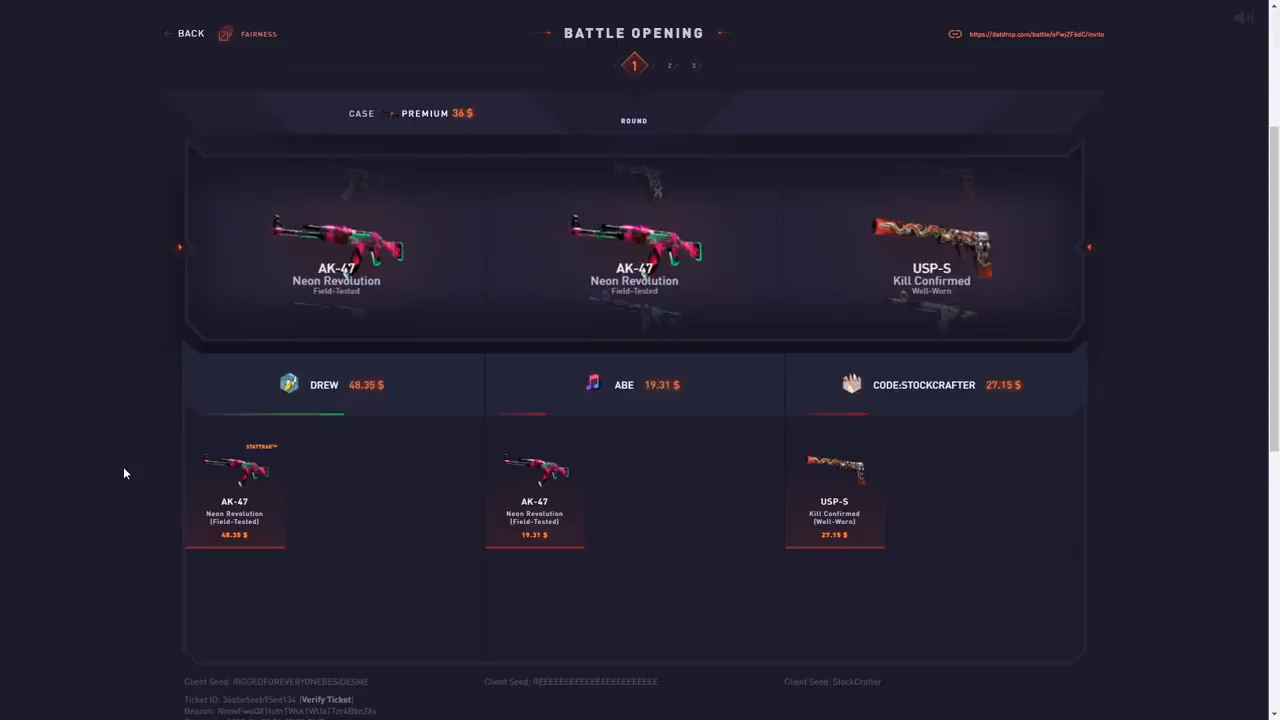 BACK
FAIRNESS
BATTLE OPENING
https://datdrop.com/battle/eFwjZF6dC/invite
1 2 3
CASE PREMIUM 36 $
ROUND
AK-47
Neon Revolution
Field-Tested
AK-47
Neon Revolution
Field-Tested
USP-S
Kill Confirmed
Well-Worn
DREW 48.35 $
ABE 19.31 $
CODE:STOCKCRAFTER 27.15 $
STATTRAK™
AK-47
Neon Revolution
(Field-Tested)
48.35 $
AK-47
Neon Revolution
(Field-Tested)
19.31 $
USP-S
Kill Confirmed
(Well-Worn)
27.15 $
Client Seed: RIGGEDFOREVERYONEBESIDESME
Client Seed: REEEEEEEEEEEEEEEEEEEEEEE
Client Seed: StockCrafter
Ticket ID: 36abe5eeb95ed134 (Verify Ticket)
Beacon: